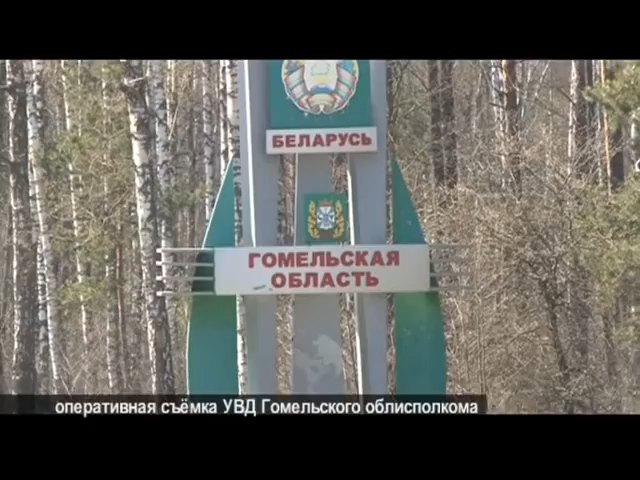 БЕЛАРУСЬ
ГОМЕЛЬСКАЯ
ОБЛАСТЬ
оперативная съёмка УВД Гомельского облисполкома